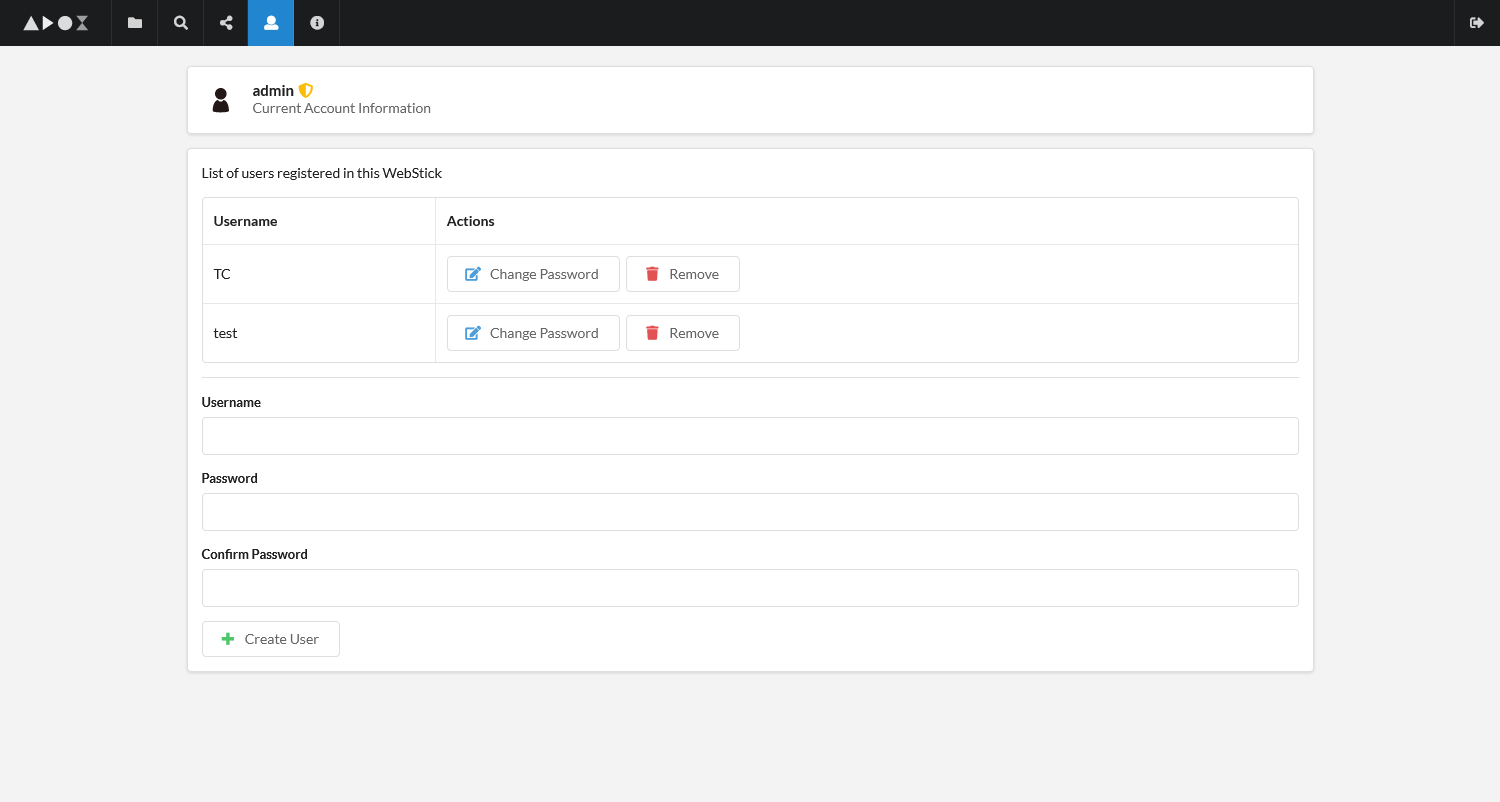 admin
Current Account Information
List of users registered in this WebStick
Username Actions
TC Change Password Remove
test Change Password Remove
Username
Password
Confirm Password
Create User